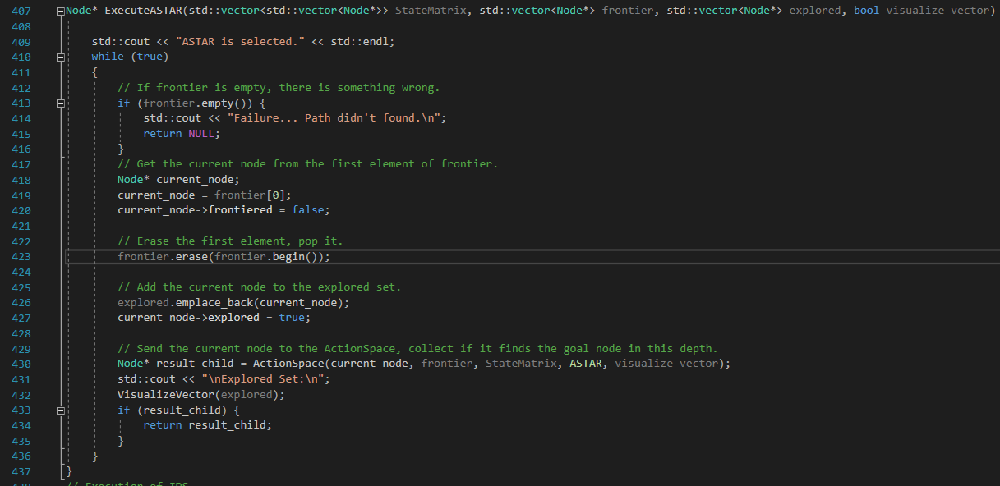 407 Node* ExecuteASTAR(std::vector<std::vector<Node*>> StateMatrix, std::vector<Node*> frontier, std::vector<Node*> explored, bool visualize_vector)
408
409 std::cout << "ASTAR is selected." << std::endl;
410 while (true)
411 {
412 // If frontier is empty, there is something wrong.
413 if (frontier.empty()) {
414 std::cout << "Failure... Path didn't found.\n";
415 return NULL;
416 }
417 // Get the current node from the first element of frontier.
418 Node* current_node;
419 current_node = frontier[0];
420 current_node->frontiered = false;
421
422 // Erase the first element, pop it.
423 frontier.erase(frontier.begin());
424
425 // Add the current node to the explored set.
426 explored.emplace_back(current_node);
427 current_node->explored = true;
428
429 // Send the current node to the ActionSpace, collect if it finds the goal node in this depth.
430 Node* result_child = ActionSpace(current_node, frontier, StateMatrix, ASTAR, visualize_vector);
431 std::cout << "\nExplored Set:\n";
432 VisualizeVector(explored);
433 if (result_child) {
434 return result_child;
435 }
436 }
437 }
438 // Execution of IDS